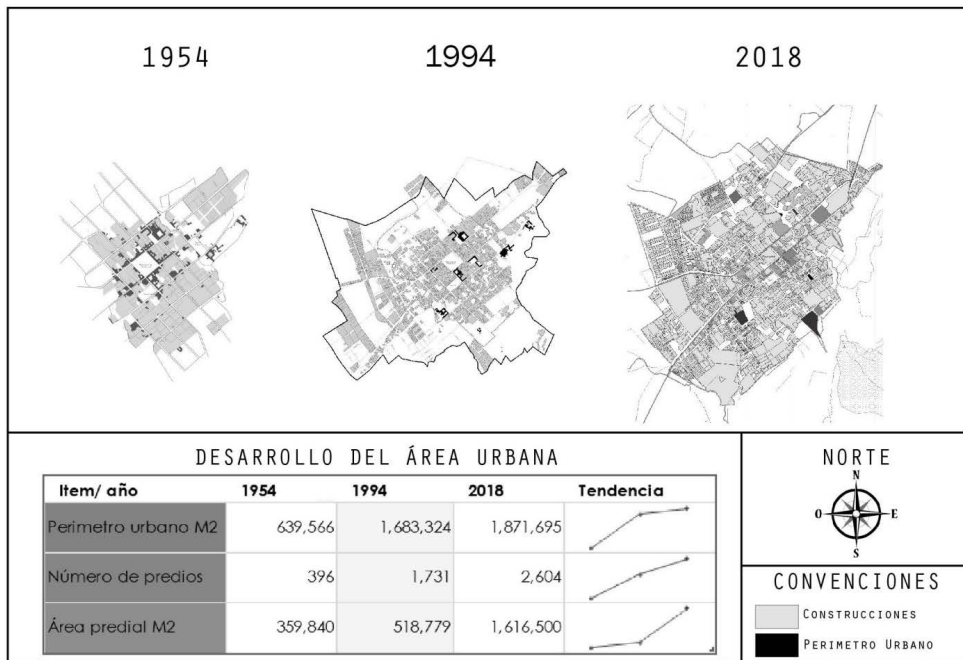 1954 1994 2018
DESARROLLO DEL ÁREA URBANA
Item/ año 1954 1994 2018 Tendencia
Perimetro urbano M2 639,566 1,683,324 1,871,695
Número de predios 396 1,731 2,604
Área predial M2 359,840 518,779 1,616,500
NORTE
N
O E
S
CONVENCIONES
CONSTRUCCIONES
PERIMETRO URBANO